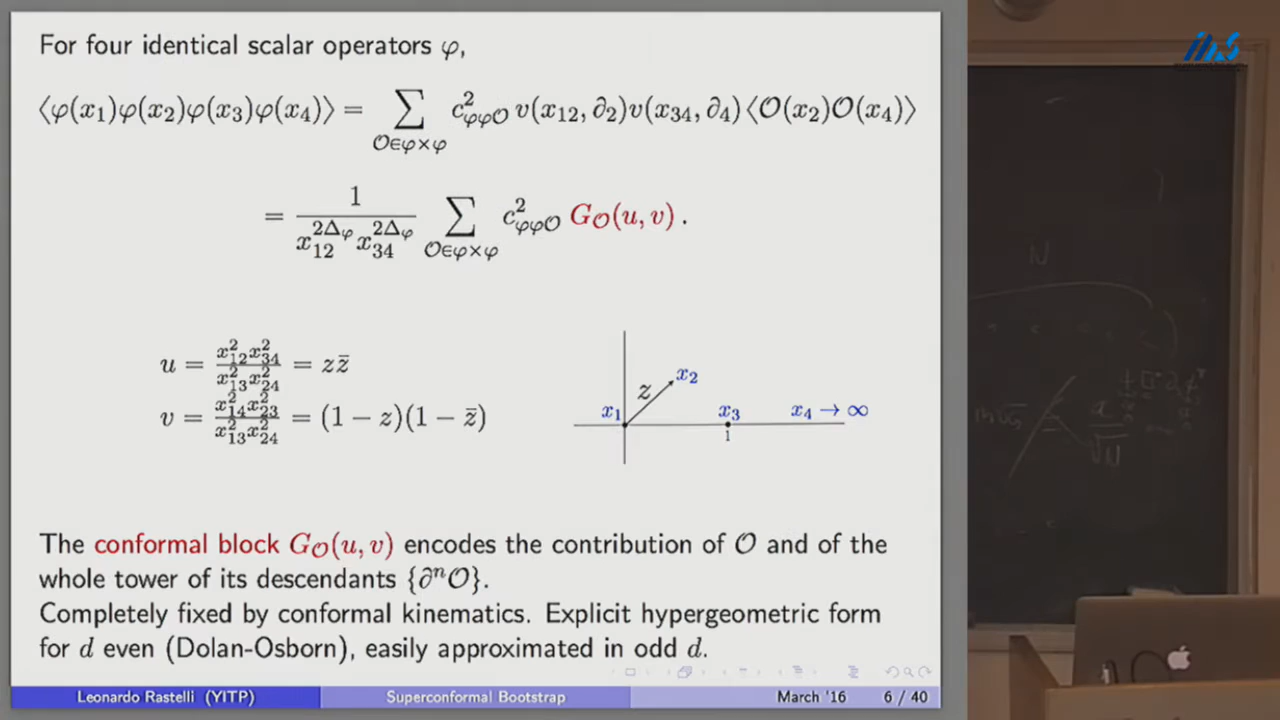 For four identical scalar operators φ,
⟨φ(x₁)φ(x₂)φ(x₃)φ(x₄)⟩ = ∑_{𝒪∈φ×φ} c²_{φφ𝒪} v(x₁₂, ∂₂)v(x₃₄, ∂₄)⟨𝒪(x₂)𝒪(x₄)⟩
= 1 / (x₁₂^{2Δ_φ} x₃₄^{2Δ_φ}) ∑_{𝒪∈φ×φ} c²_{φφ𝒪} G_𝒪(u, v) .
u = x²₁₂x²₃₄ / x²₁₃x²₂₄ = zz̄
v = x²₁₄x²₂₃ / x²₁₃x²₂₄ = (1 − z)(1 − z̄)
x₁ z x₂ x₃ x₄ → ∞
1
The conformal block G_𝒪(u, v) encodes the contribution of 𝒪 and of the
whole tower of its descendants {∂ⁿ𝒪}.
Completely fixed by conformal kinematics. Explicit hypergeometric form
for d even (Dolan-Osborn), easily approximated in odd d.
Leonardo Rastelli (YITP) Superconformal Bootstrap March '16 6 / 40
N